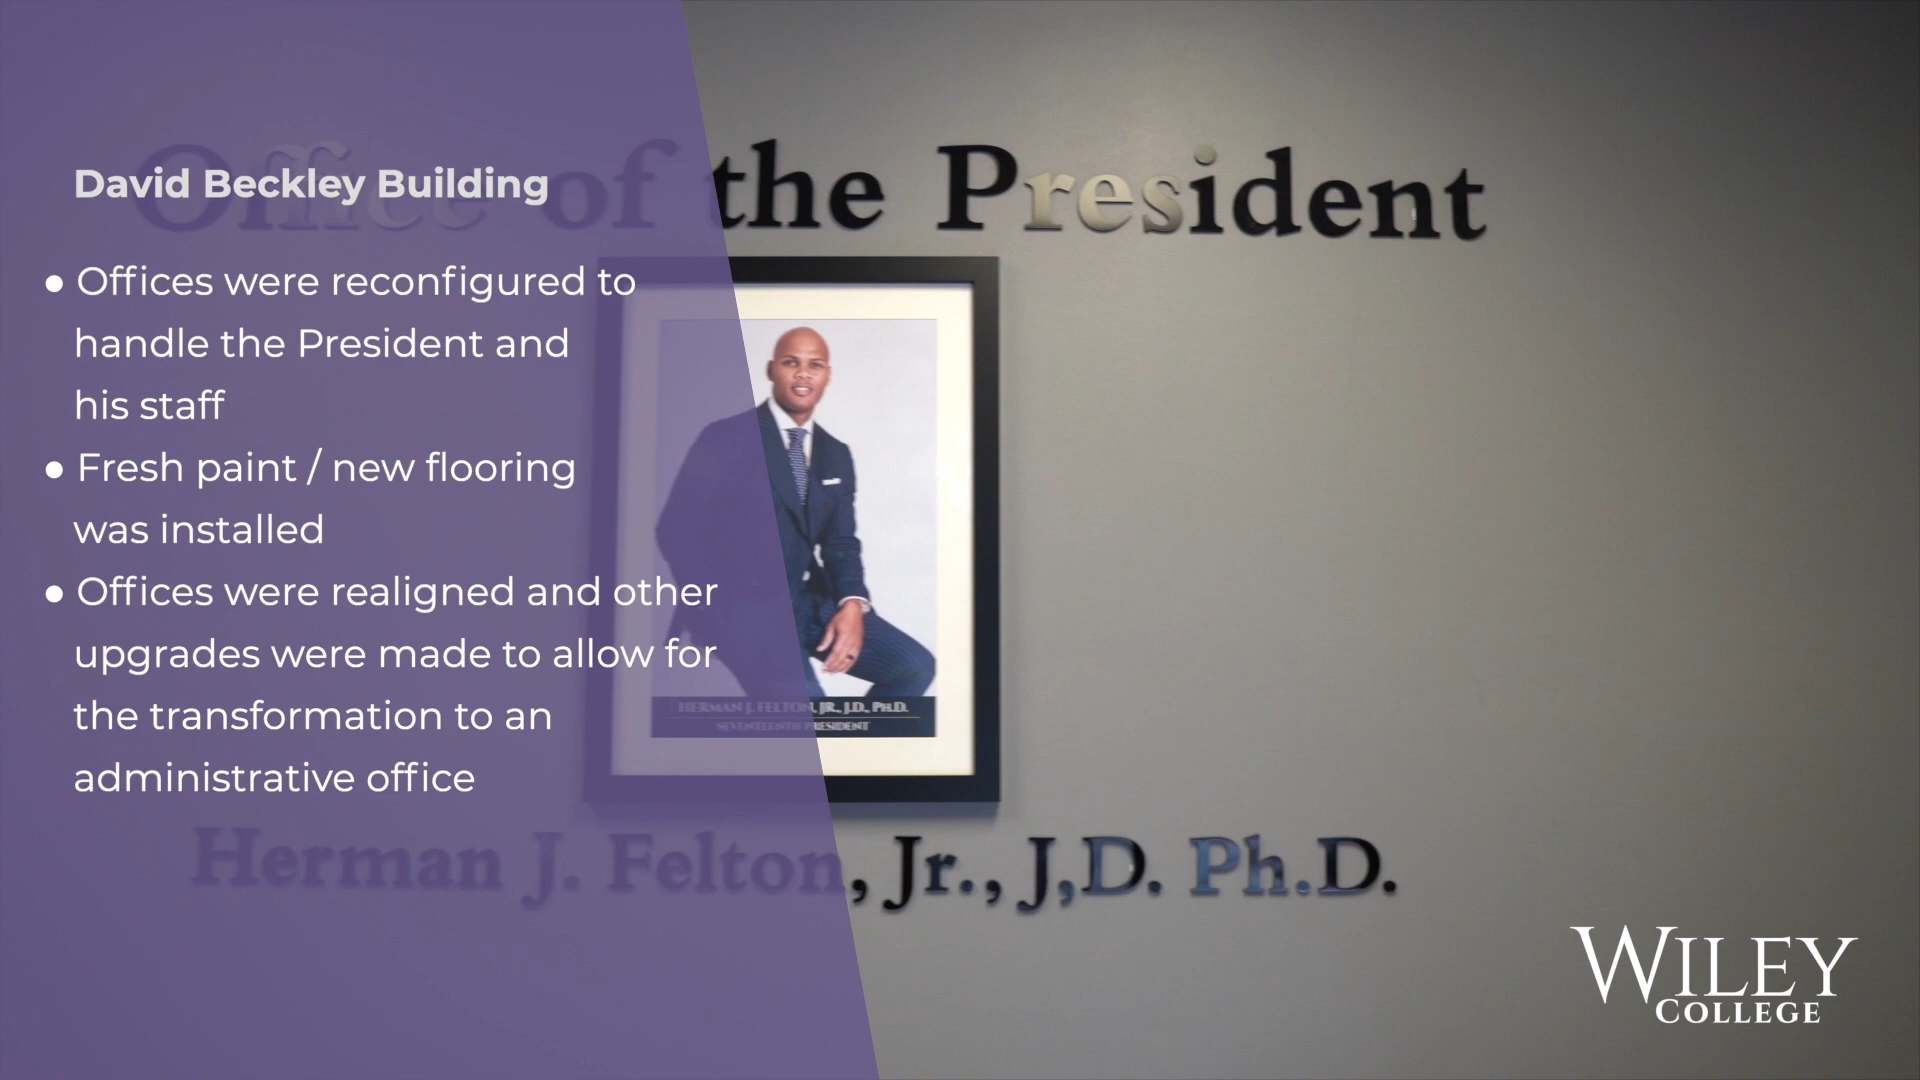 Office of the President
David Beckley Building
● Offices were reconfigured to
handle the President and
his staff
● Fresh paint / new flooring
was installed
● Offices were realigned and other
upgrades were made to allow for
the transformation to an
administrative office
HERMAN J. FELTON, JR., J.D., PH.D.
SEVENTEENTH PRESIDENT
Herman J. Felton, Jr., J,D. Ph.D.
WILEY
COLLEGE